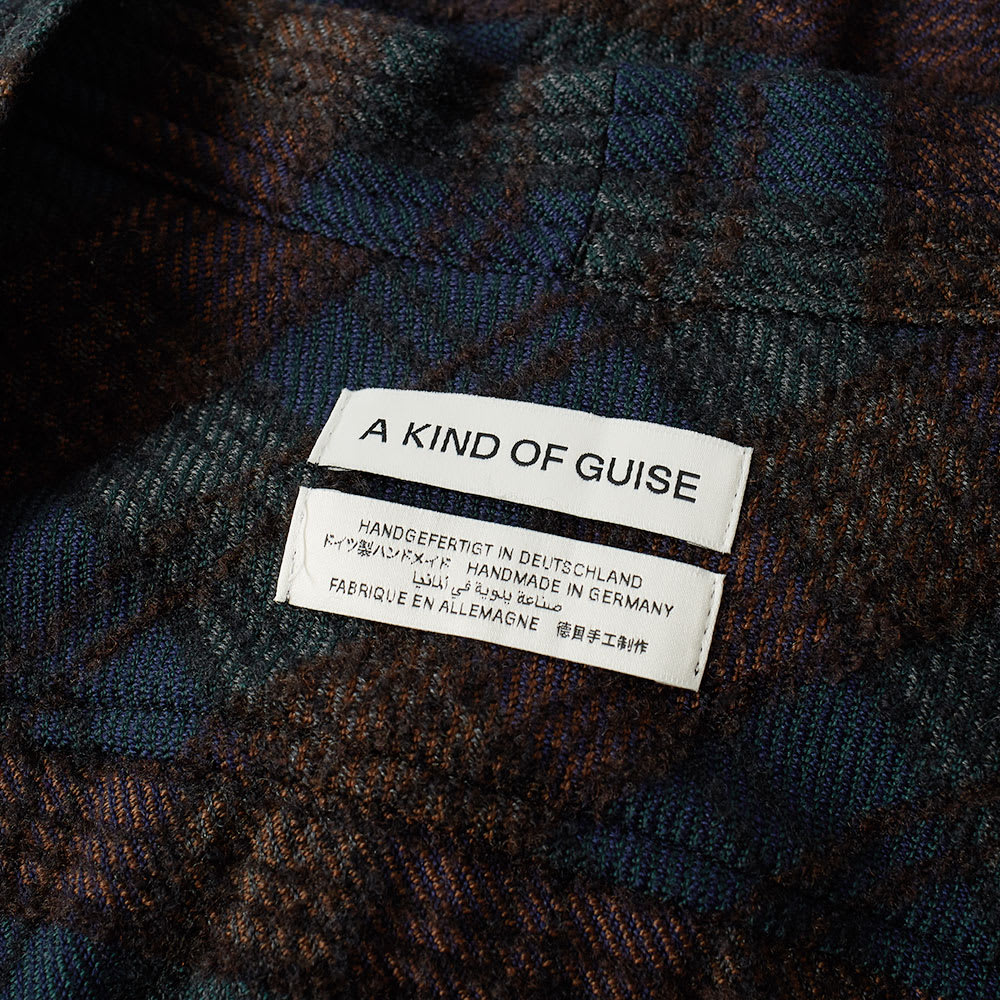 A KIND OF GUISE
HANDGEFERTIGT IN DEUTSCHLAND
ドイツ製ハンドメイド HANDMADE IN GERMANY
صناعة يدوية في ألمانيا
FABRIQUE EN ALLEMAGNE 德国手工制作